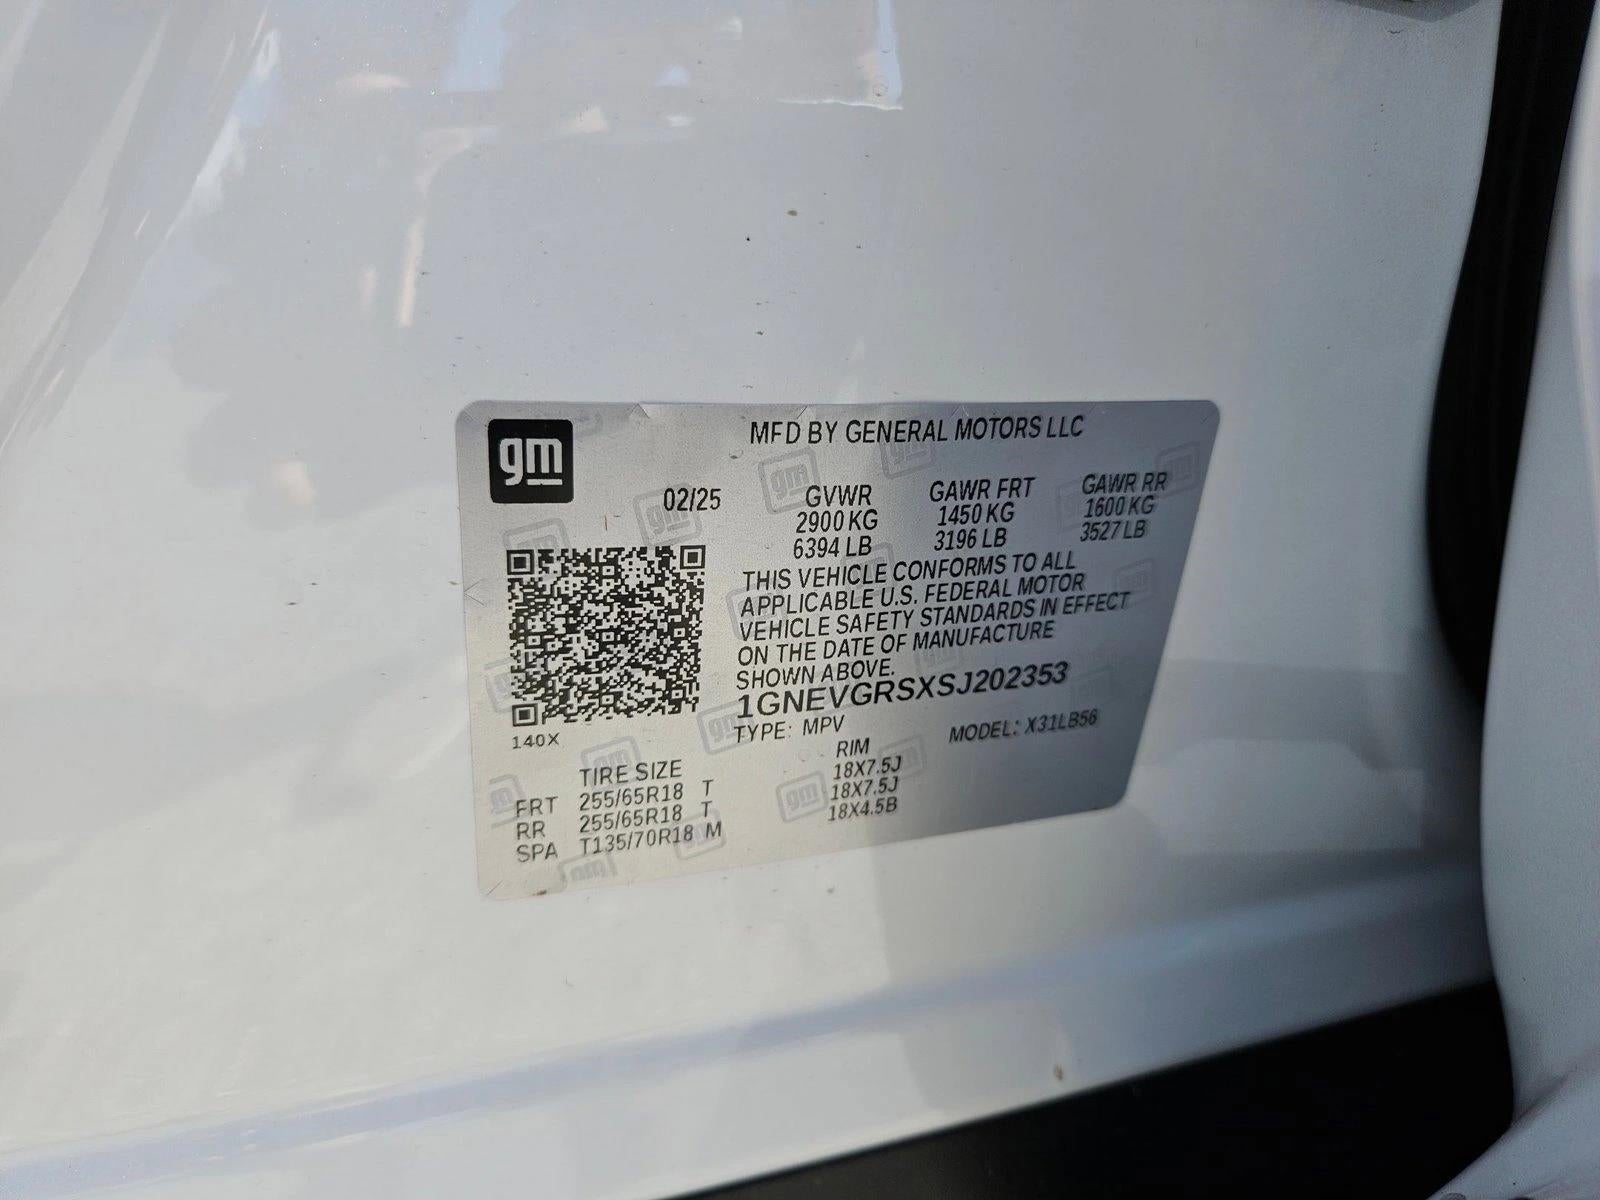 gm
MFD BY GENERAL MOTORS LLC
02/25
GVWR GAWR FRT GAWR RR
2900 KG 1450 KG 1600 KG
6394 LB 3196 LB 3527 LB
THIS VEHICLE CONFORMS TO ALL
APPLICABLE U.S. FEDERAL MOTOR
VEHICLE SAFETY STANDARDS IN EFFECT
ON THE DATE OF MANUFACTURE
SHOWN ABOVE.
1GNEVGRSXSJ202353
TYPE: MPV MODEL: X31LB56
140X
TIRE SIZE RIM
FRT 255/65R18 T 18X7.5J
RR 255/65R18 T 18X7.5J
SPA T135/70R18 M 18X4.5B